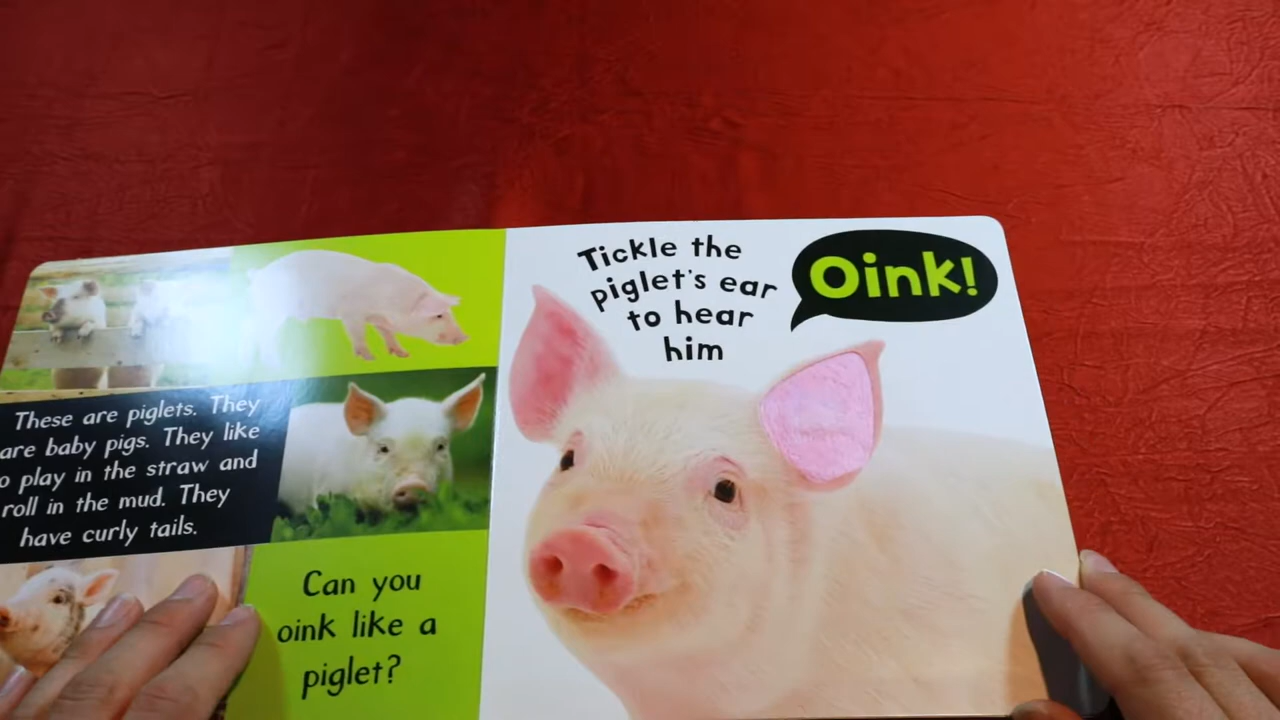 These are piglets. They
are baby pigs. They like
play in the straw and
roll in the mud. They
have curly tails.
Can you
oink like a
piglet?
Tickle the
piglet's ear
to hear
him
Oink!